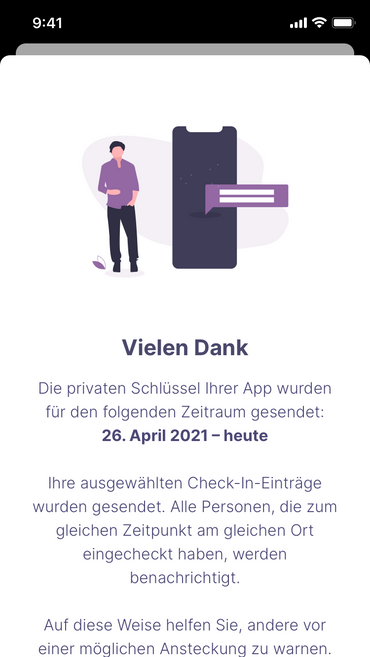 9:41
Vielen Dank
Die privaten Schlüssel Ihrer App wurden
für den folgenden Zeitraum gesendet:
26. April 2021 – heute
Ihre ausgewählten Check-In-Einträge
wurden gesendet. Alle Personen, die zum
gleichen Zeitpunkt am gleichen Ort
eingecheckt haben, werden
benachrichtigt.
Auf diese Weise helfen Sie, andere vor
einer möglichen Ansteckung zu warnen.